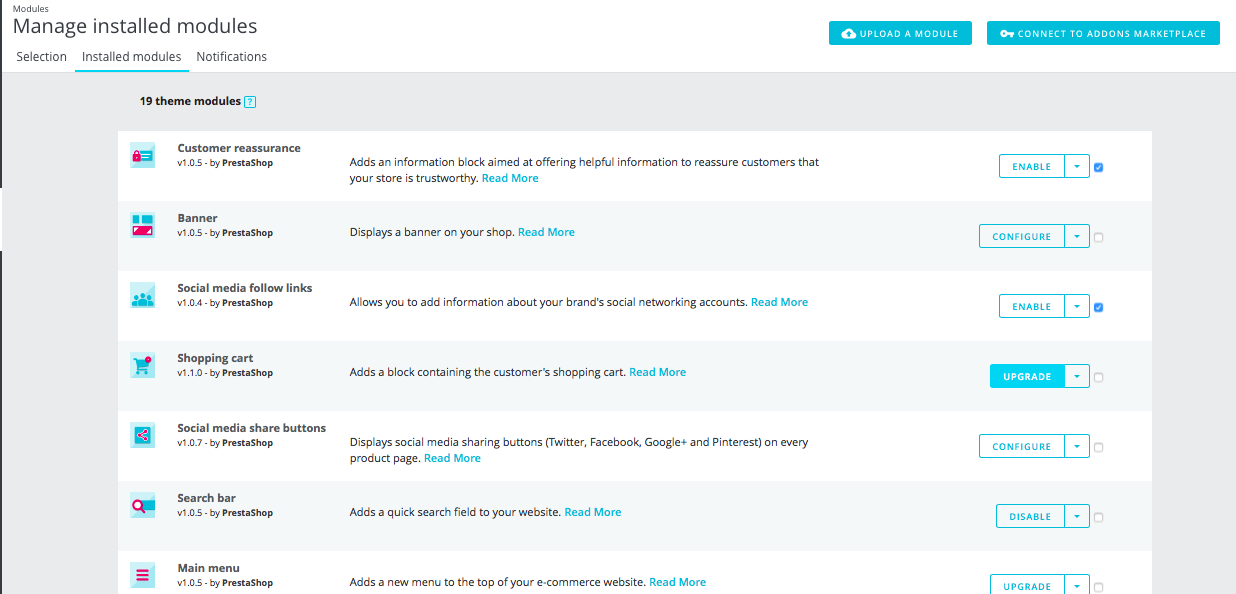 Modules
Manage installed modules
UPLOAD A MODULE
CONNECT TO ADDONS MARKETPLACE
Selection Installed modules Notifications
19 theme modules ?
Customer reassurance
v1.0.5 - by PrestaShop
Adds an information block aimed at offering helpful information to reassure customers that
your store is trustworthy. Read More
ENABLE
Banner
v1.0.5 - by PrestaShop
Displays a banner on your shop. Read More
CONFIGURE
Social media follow links
v1.0.4 - by PrestaShop
Allows you to add information about your brand's social networking accounts. Read More
ENABLE
Shopping cart
v1.1.0 - by PrestaShop
Adds a block containing the customer's shopping cart. Read More
UPGRADE
Social media share buttons
v1.0.7 - by PrestaShop
Displays social media sharing buttons (Twitter, Facebook, Google+ and Pinterest) on every
product page. Read More
CONFIGURE
Search bar
v1.0.5 - by PrestaShop
Adds a quick search field to your website. Read More
DISABLE
Main menu
v1.0.5 - by PrestaShop
Adds a new menu to the top of your e-commerce website. Read More
UPGRADE